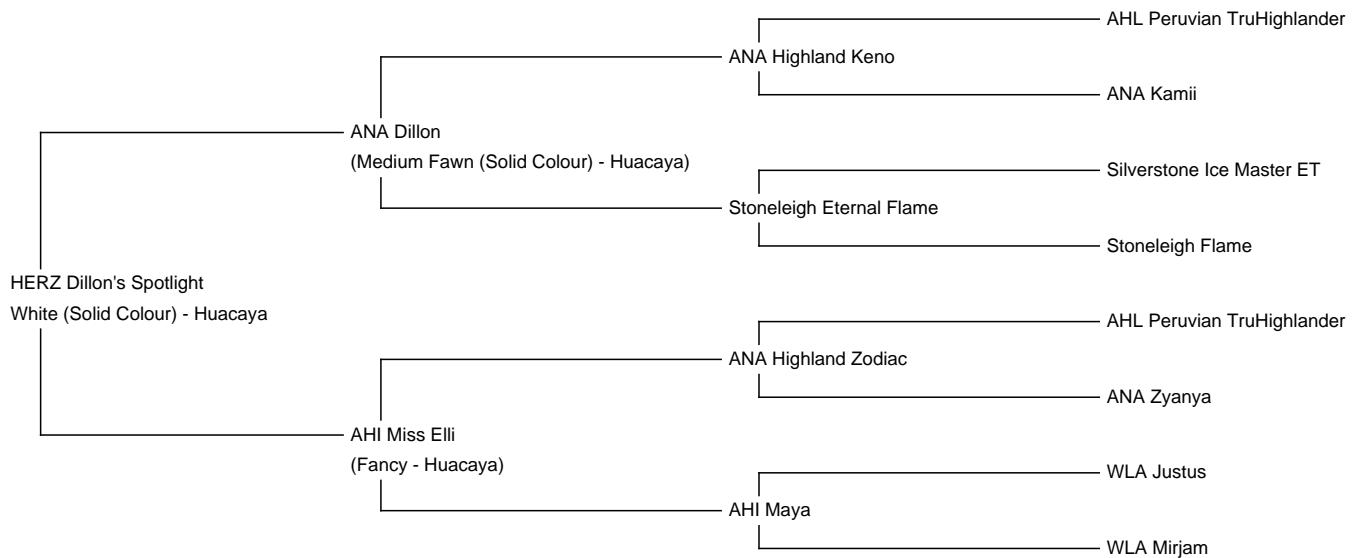 AHL Peruvian TruHighlander
ANA Highland Keno
ANA Kamii
ANA Dillon
(Medium Fawn (Solid Colour) - Huacaya)
Silverstone Ice Master ET
Stoneleigh Eternal Flame
Stoneleigh Flame
HERZ Dillon's Spotlight
White (Solid Colour) - Huacaya
AHL Peruvian TruHighlander
ANA Highland Zodiac
ANA Zyanya
AHI Miss Elli
(Fancy - Huacaya)
WLA Justus
AHI Maya
WLA Mirjam